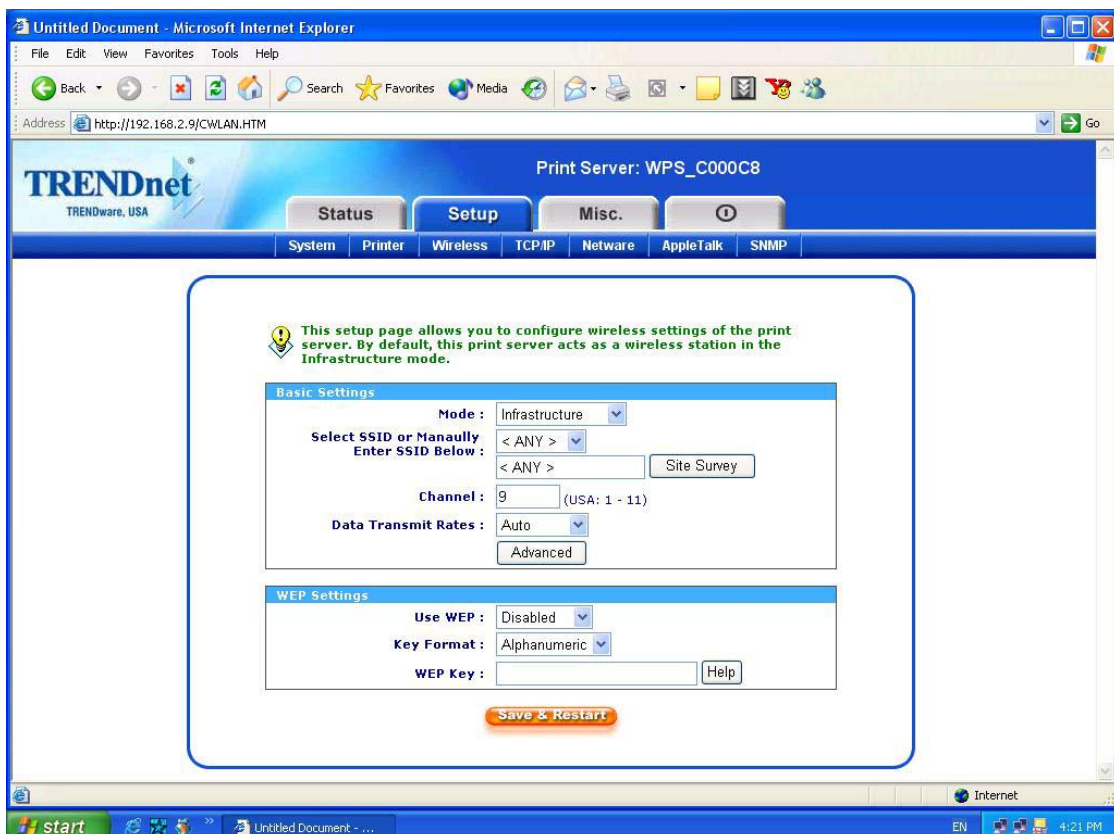 Untitled Document - Microsoft Internet Explorer
File Edit View Favorites Tools Help
Back Search Favorites Media
Address http://192.168.2.9/CWLAN.HTM Go
TRENDnet
TRENDware, USA
Print Server: WPS_C000C8
Status Setup Misc.
System Printer Wireless TCP/IP Netware AppleTalk SNMP
This setup page allows you to configure wireless settings of the print
server. By default, this print server acts as a wireless station in the
Infrastructure mode.
Basic Settings
Mode : Infrastructure
Select SSID or Manaully
Enter SSID Below :
< ANY >
< ANY > Site Survey
Channel : 9 (USA: 1 - 11)
Data Transmit Rates : Auto
Advanced
WEP Settings
Use WEP : Disabled
Key Format : Alphanumeric
WEP Key : Help
Save & Restart
Internet
start Untitled Document - ... EN 4:21 PM